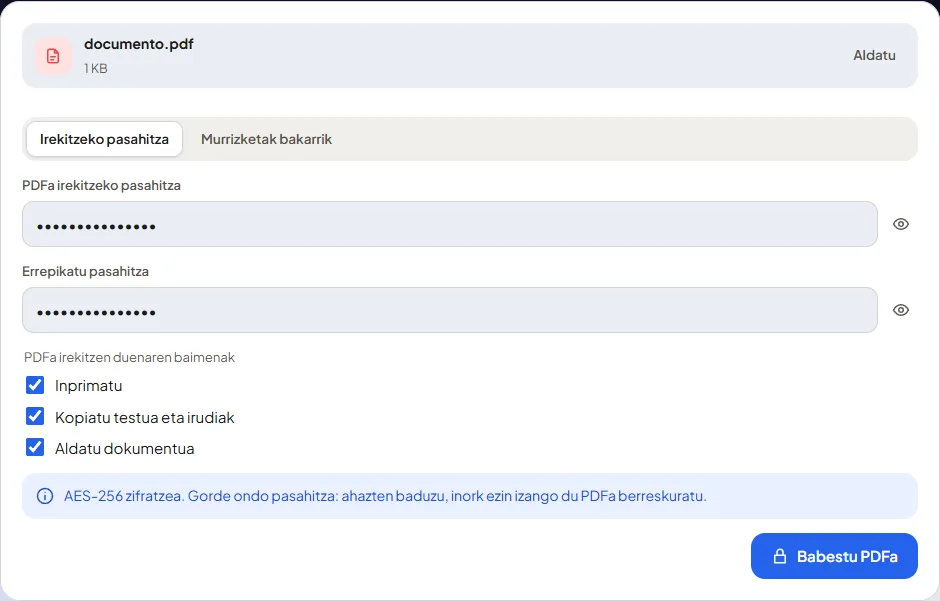 documento.pdf
1 KB
Aldatu
Irekitzeko pasahitza
Murrizketak bakarrik
PDFa irekitzeko pasahitza
•••••••••••••••
Errepikatu pasahitza
•••••••••••••••
PDFa irekitzen duenaren baimenak
Inprimatu
Kopiatu testua eta irudiak
Aldatu dokumentua
AES-256 zifratzea. Gorde ondo pasahitza: ahazten baduzu, inork ezin izango du PDFa berreskuratu.
Babestu PDFa